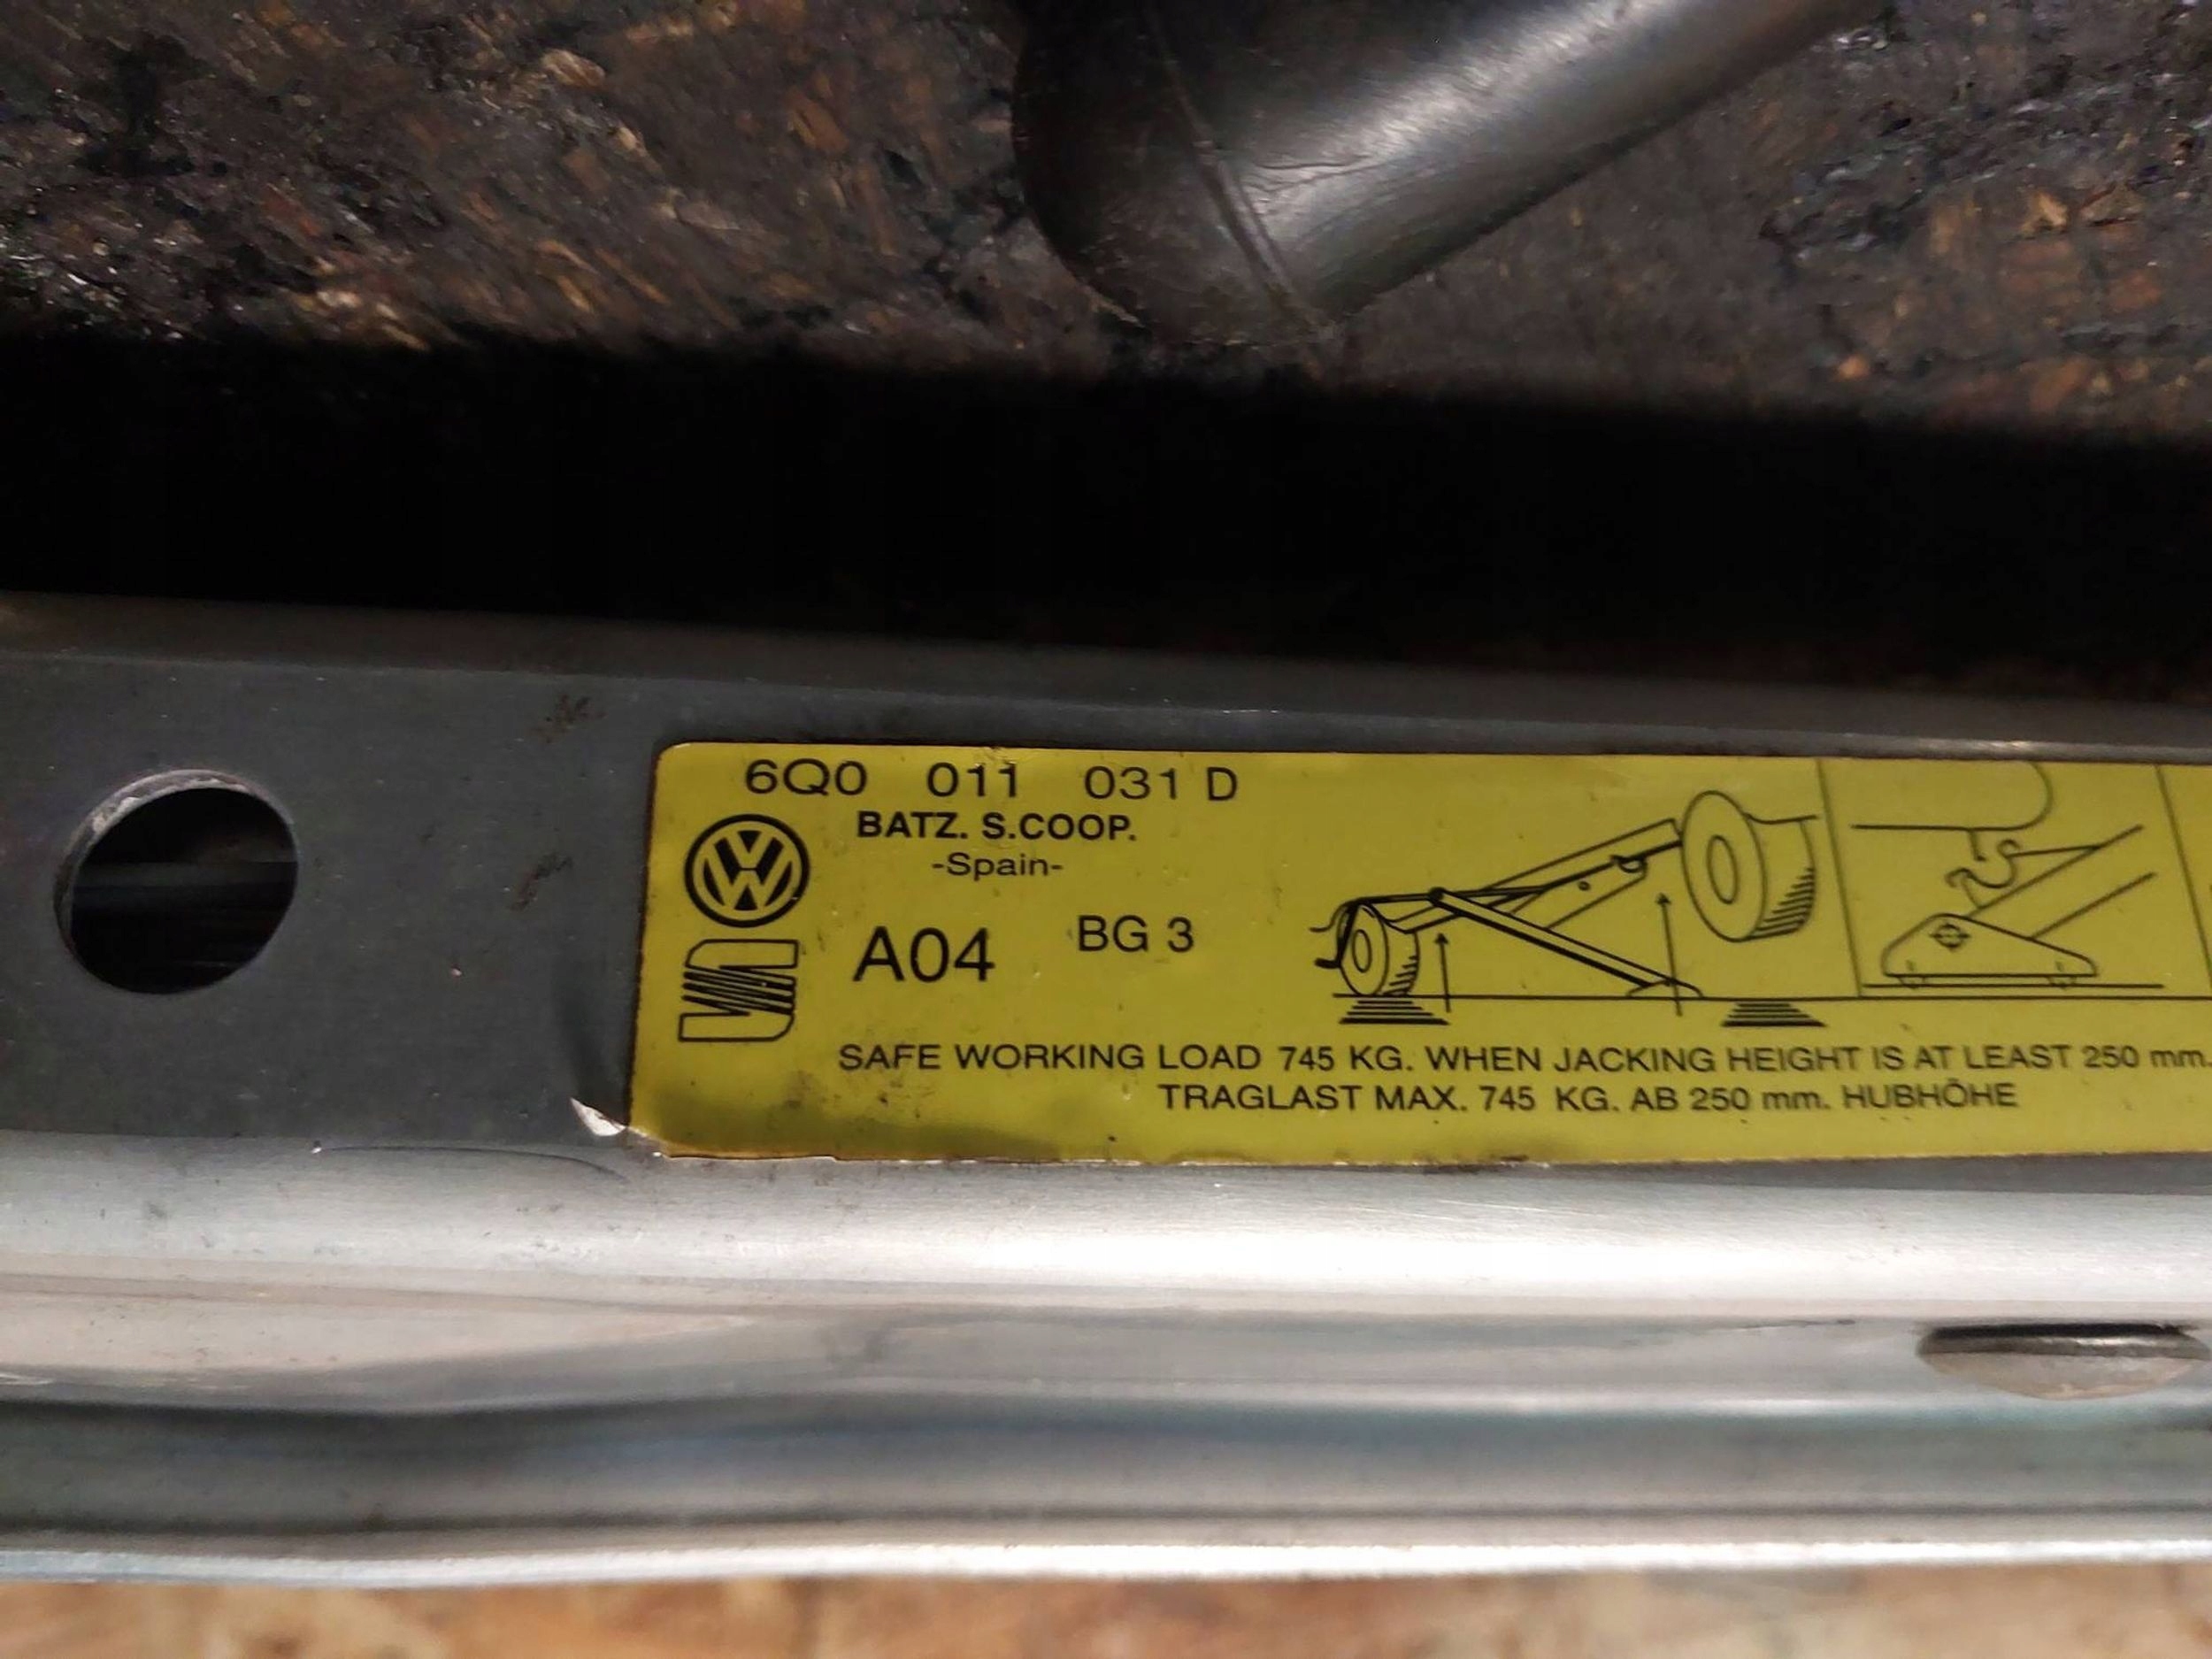 6Q0 011 031 D
BATZ. S.COOP.
-Spain-
A04 BG 3
SAFE WORKING LOAD 745 KG. WHEN JACKING HEIGHT IS AT LEAST 250 mm.
TRAGLAST MAX. 745 KG. AB 250 mm. HUBHÖHE